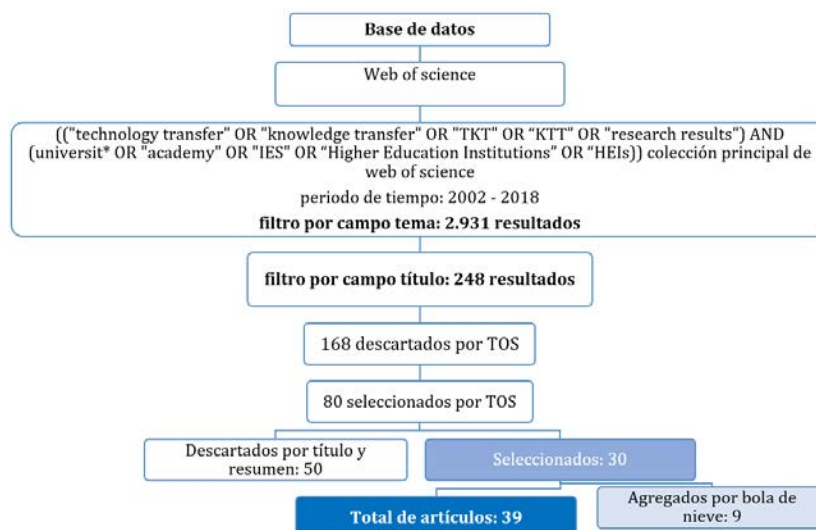 Base de datos
Web of science
(("technology transfer" OR "knowledge transfer" OR "TKT" OR “KTT" OR "research results") AND
(universit* OR "academy" OR "IES" OR “Higher Education Institutions” OR “HEIs)) colección principal de
web of science
periodo de tiempo: 2002 - 2018
filtro por campo tema: 2.931 resultados
filtro por campo título: 248 resultados
168 descartados por TOS
80 seleccionados por TOS
Descartados por título y
resumen: 50
Seleccionados: 30
Agregados por bola de
nieve: 9
Total de artículos: 39